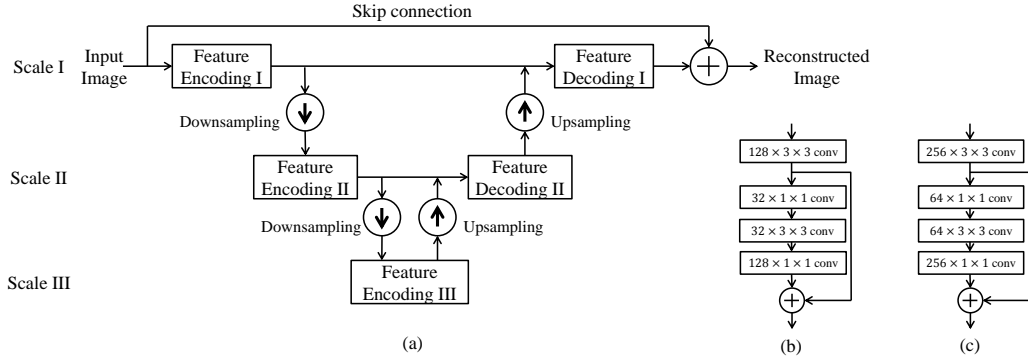 Skip connection
Scale I
Input
Image
Feature
Encoding I
Feature
Decoding I
Reconstructed
Image
Downsampling
Upsampling
Scale II
Feature
Encoding II
Feature
Decoding II
Downsampling
Upsampling
Scale III
Feature
Encoding III
(a)
128 × 3 × 3 conv
32 × 1 × 1 conv
32 × 3 × 3 conv
128 × 1 × 1 conv
(b)
256 × 3 × 3 conv
64 × 1 × 1 conv
64 × 3 × 3 conv
256 × 1 × 1 conv
(c)